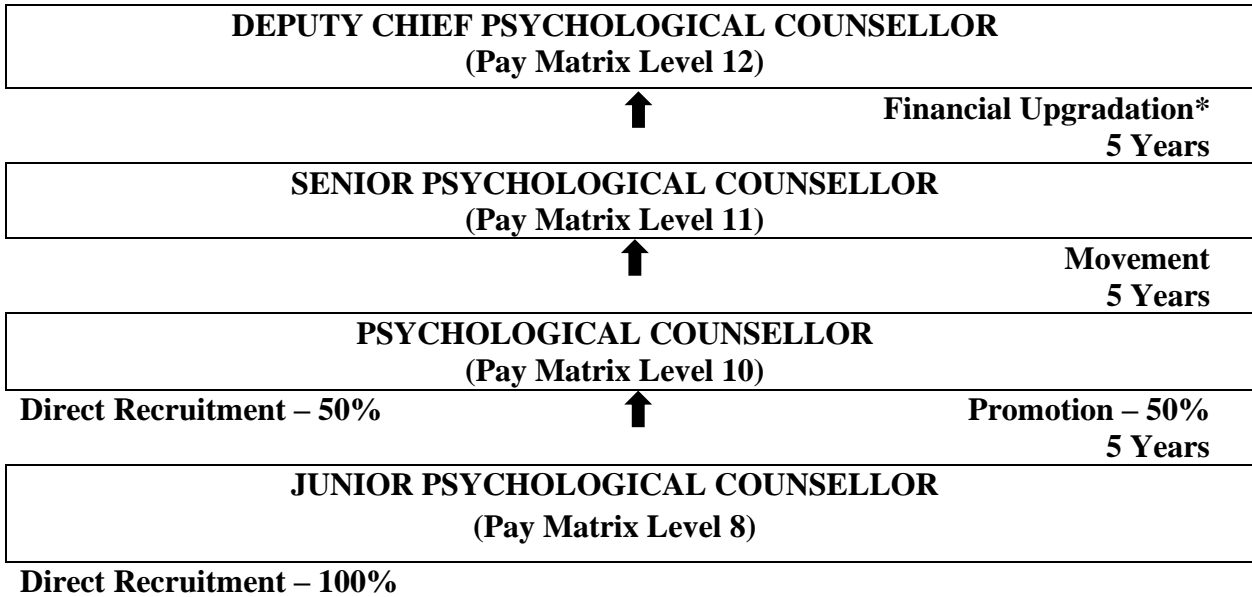 DEPUTY CHIEF PSYCHOLOGICAL COUNSELLOR
(Pay Matrix Level 12)
Financial Upgradation*
5 Years
SENIOR PSYCHOLOGICAL COUNSELLOR
(Pay Matrix Level 11)
Movement
5 Years
PSYCHOLOGICAL COUNSELLOR
(Pay Matrix Level 10)
Direct Recruitment – 50% Promotion – 50%
5 Years
JUNIOR PSYCHOLOGICAL COUNSELLOR
(Pay Matrix Level 8)
Direct Recruitment – 100%